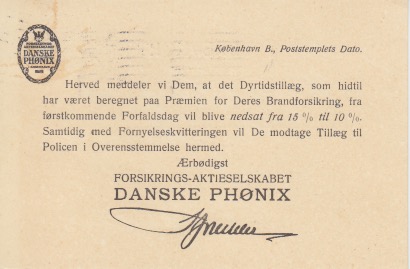 FORSIKRINGS-
AKTIESELSKABET
DANSKE
PHØNIX
København B., Poststemplets Dato.
Herved meddeler vi Dem, at det Dyrtidstillæg, som hidtil
har været beregnet paa Præmien for Deres Brandforsikring, fra
førstkommende Forfaldsdag vil blive nedsat fra 15 % til 10 %.
Samtidig med Fornyelseskvitteringen vil De modtage Tillæg til
Policen i Overensstemmelse hermed.
Ærbødigst
FORSIKRINGS-AKTIESELSKABET
DANSKE PHØNIX